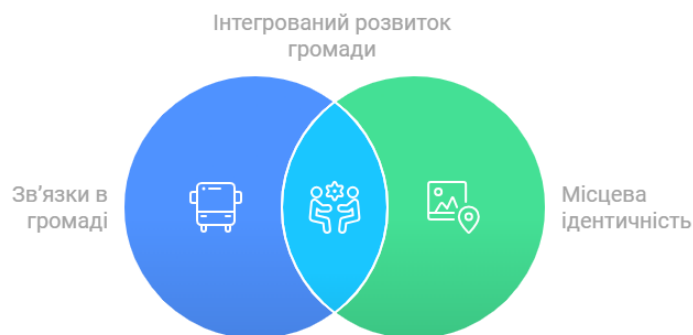 Інтегрований розвиток
громади
Зв’язки в
громаді
Місцева
ідентичність